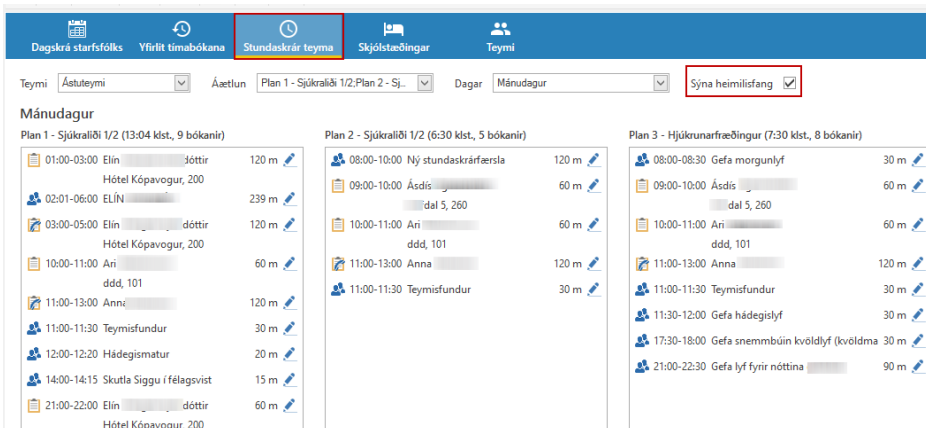 Dagskrá starfsfólks Yfirlit tímabókana Stundaskrár teyma Skjólstæðingar Teymi
Teymi Ástuteymi Áætlun Plan 1 - Sjúkraliði 1/2;Plan 2 - Sj... Dagar Mánudagur Sýna heimilisfang
Mánudagur
Plan 1 - Sjúkraliði 1/2 (13:04 klst., 9 bókanir)
01:00-03:00 Elín dóttir 120 m
Hótel Kópavogur, 200
02:01-06:00 ELÍN 239 m
03:00-05:00 Elín dóttir 120 m
Hótel Kópavogur, 200
10:00-11:00 Ari 60 m
ddd, 101
11:00-13:00 Anna 120 m
11:00-11:30 Teymisfundur 30 m
12:00-12:20 Hádegismatur 20 m
14:00-14:15 Skutla Siggu í félagsvist 15 m
21:00-22:00 Elín dóttir 60 m
Hótel Kópavogur, 200
Plan 2 - Sjúkraliði 1/2 (6:30 klst., 5 bókanir)
08:00-10:00 Ný stundaskrárfærsla 120 m
09:00-10:00 Ásdís 60 m
dal 5, 260
10:00-11:00 Ari 60 m
ddd, 101
11:00-13:00 Anna 120 m
11:00-11:30 Teymisfundur 30 m
Plan 3 - Hjúkrunarfræðingur (7:30 klst., 8 bókanir)
08:00-08:30 Gefa morgunlyf 30 m
09:00-10:00 Ásdís 60 m
dal 5, 260
10:00-11:00 Ari 60 m
ddd, 101
11:00-13:00 Anna 120 m
11:00-11:30 Teymisfundur 30 m
11:30-12:00 Gefa hádegislyf 30 m
17:30-18:00 Gefa snemmbúin kvöldlyf (kvöldma 30 m
21:00-22:30 Gefa lyf fyrir nóttina 90 m